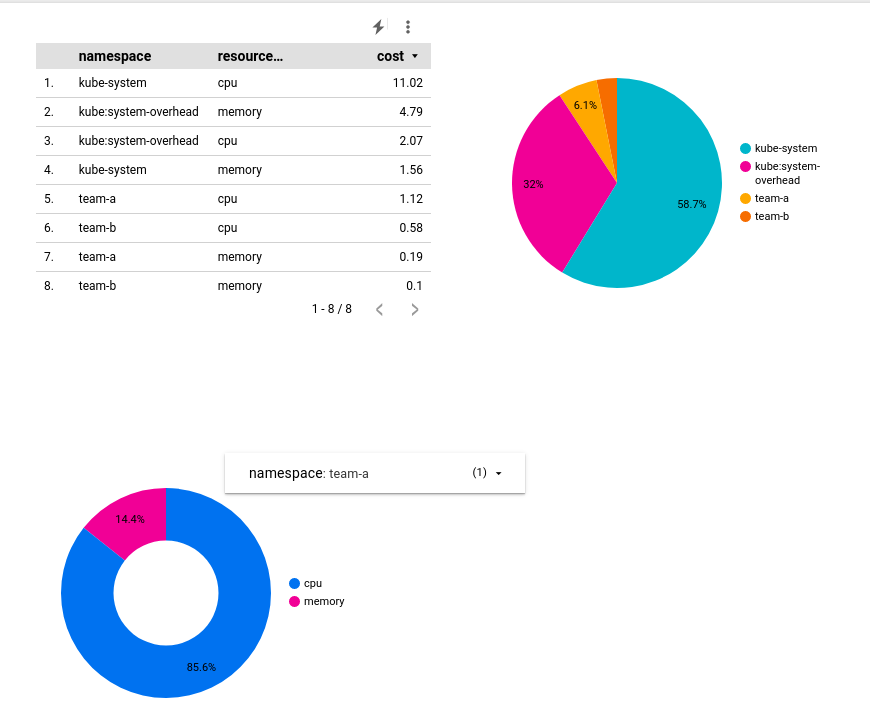 namespace resource… cost
1. kube-system cpu 11.02
2. kube:system-overhead memory 4.79
3. kube:system-overhead cpu 2.07
4. kube-system memory 1.56
5. team-a cpu 1.12
6. team-b cpu 0.58
7. team-a memory 0.19
8. team-b memory 0.1
1 - 8 / 8
6.1%
32%
58.7%
kube-system
kube:system-
overhead
team-a
team-b
namespace: team-a (1)
14.4%
85.6%
cpu
memory